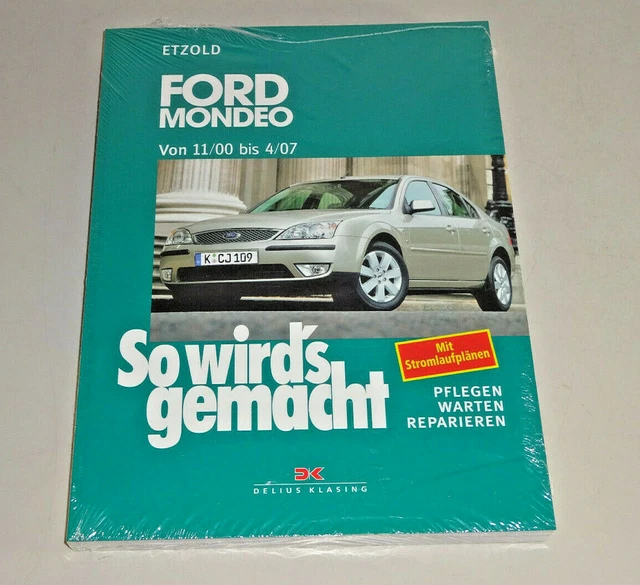 ETZOLD
FORD
MONDEO
Von 11/00 bis 4/07
Ford
K CJ 109
So wird's
gemacht
Mit
Stromlaufplänen
PFLEGEN
WARTEN
REPARIEREN
DK
DELIUS KLASING